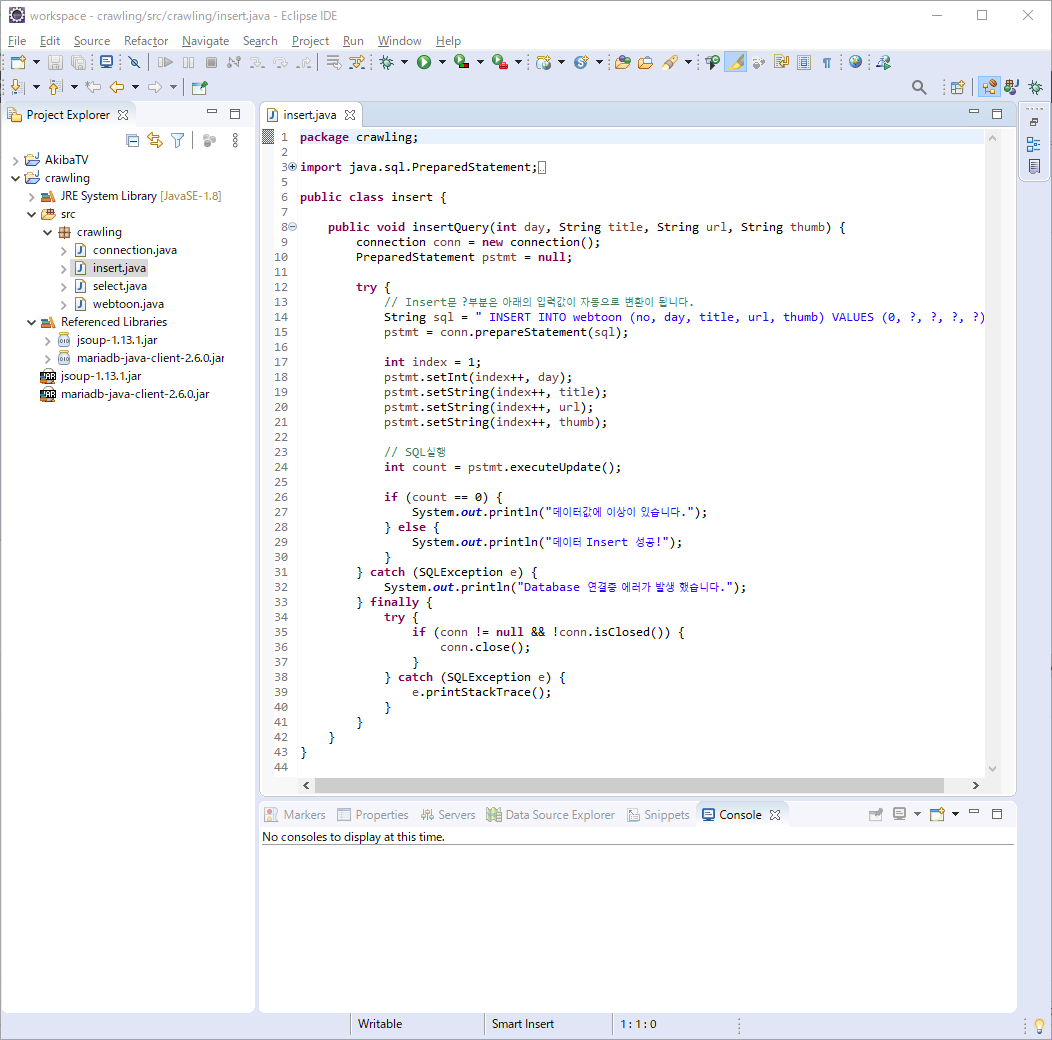 workspace - crawling/src/crawling/insert.java - Eclipse IDE
File Edit Source Refactor Navigate Search Project Run Window Help
Project Explorer
AkibaTV
crawling
JRE System Library [JavaSE-1.8]
src
crawling
connection.java
insert.java
select.java
webtoon.java
Referenced Libraries
jsoup-1.13.1.jar
mariadb-java-client-2.6.0.jar
jsoup-1.13.1.jar
mariadb-java-client-2.6.0.jar
insert.java
1 package crawling;
2
3 import java.sql.PreparedStatement;
5
6 public class insert {
7
8 public void insertQuery(int day, String title, String url, String thumb) {
9 connection conn = new connection();
10 PreparedStatement pstmt = null;
11
12 try {
13 // Insert문 ?부분은 아래의 입력값이 자동으로 변환이 됩니다.
14 String sql = " INSERT INTO webtoon (no, day, title, url, thumb) VALUES (0, ?, ?, ?, ?)
15 pstmt = conn.prepareStatement(sql);
16
17 int index = 1;
18 pstmt.setInt(index++, day);
19 pstmt.setString(index++, title);
20 pstmt.setString(index++, url);
21 pstmt.setString(index++, thumb);
22
23 // SQL실행
24 int count = pstmt.executeUpdate();
25
26 if (count == 0) {
27 System.out.println("데이터값에 이상이 있습니다.");
28 } else {
29 System.out.println("데이터 Insert 성공!");
30 }
31 } catch (SQLException e) {
32 System.out.println("Database 연결중 에러가 발생 했습니다.");
33 } finally {
34 try {
35 if (conn != null && !conn.isClosed()) {
36 conn.close();
37 }
38 } catch (SQLException e) {
39 e.printStackTrace();
40 }
41 }
42 }
43 }
44
Markers Properties Servers Data Source Explorer Snippets Console
No consoles to display at this time.
Writable Smart Insert 1 : 1 : 0